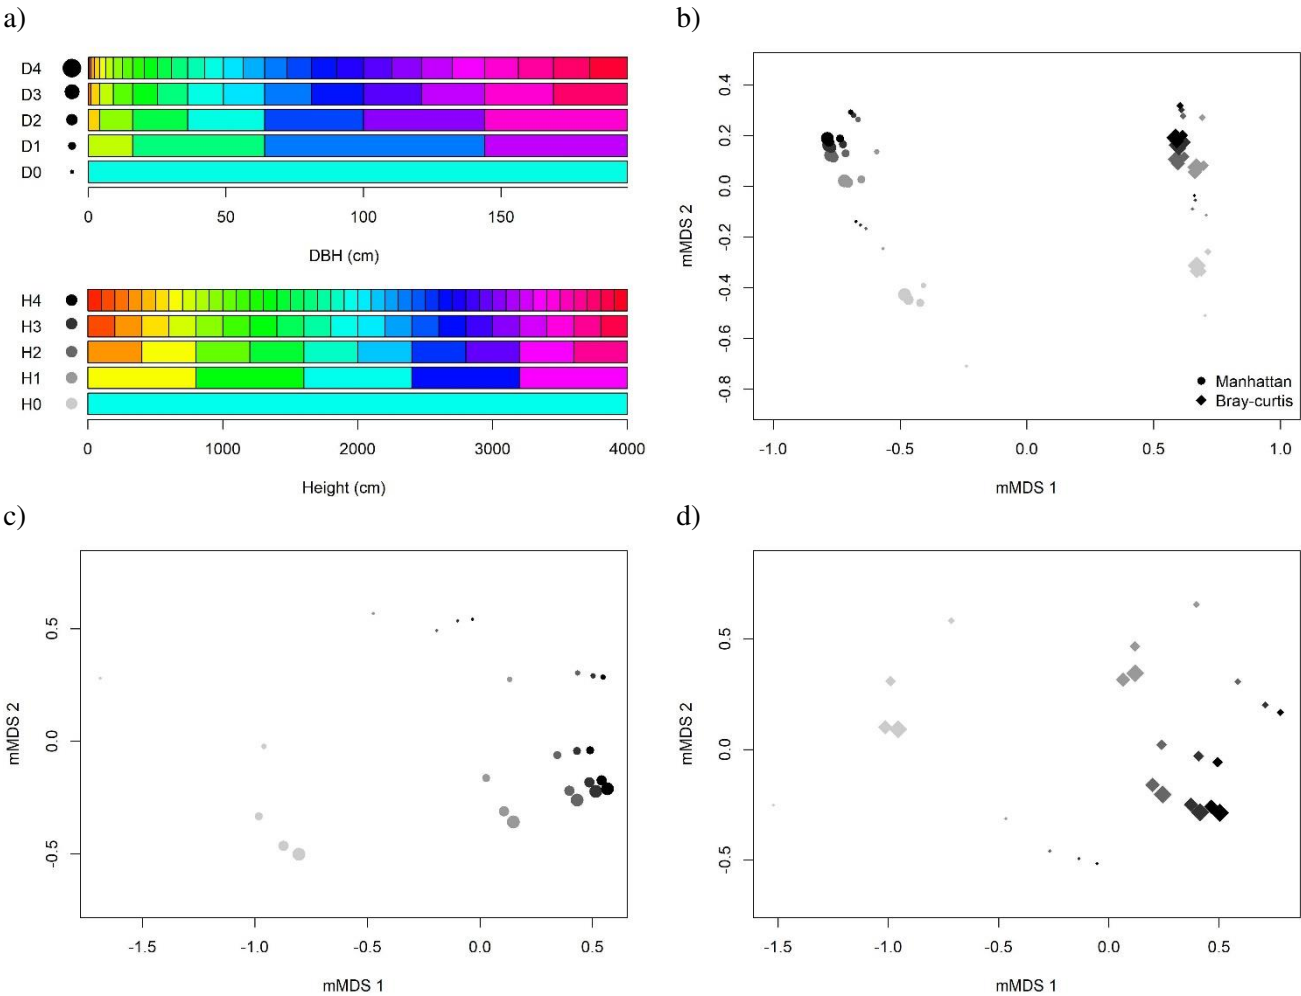 a)
D4
D3
D2
D1
D0
0 50 100 150
DBH (cm)
H4
H3
H2
H1
H0
0 1000 2000 3000 4000
Height (cm)
b)
mMDS 2
0.4
0.2
0.0
-0.2
-0.4
-0.6
-0.8
Manhattan
Bray-curtis
-1.0 -0.5 0.0 0.5 1.0
mMDS 1
c)
mMDS 2
0.5
0.0
-0.5
-1.5 -1.0 -0.5 0.0 0.5
mMDS 1
d)
mMDS 2
0.5
0.0
-0.5
-1.5 -1.0 -0.5 0.0 0.5
mMDS 1